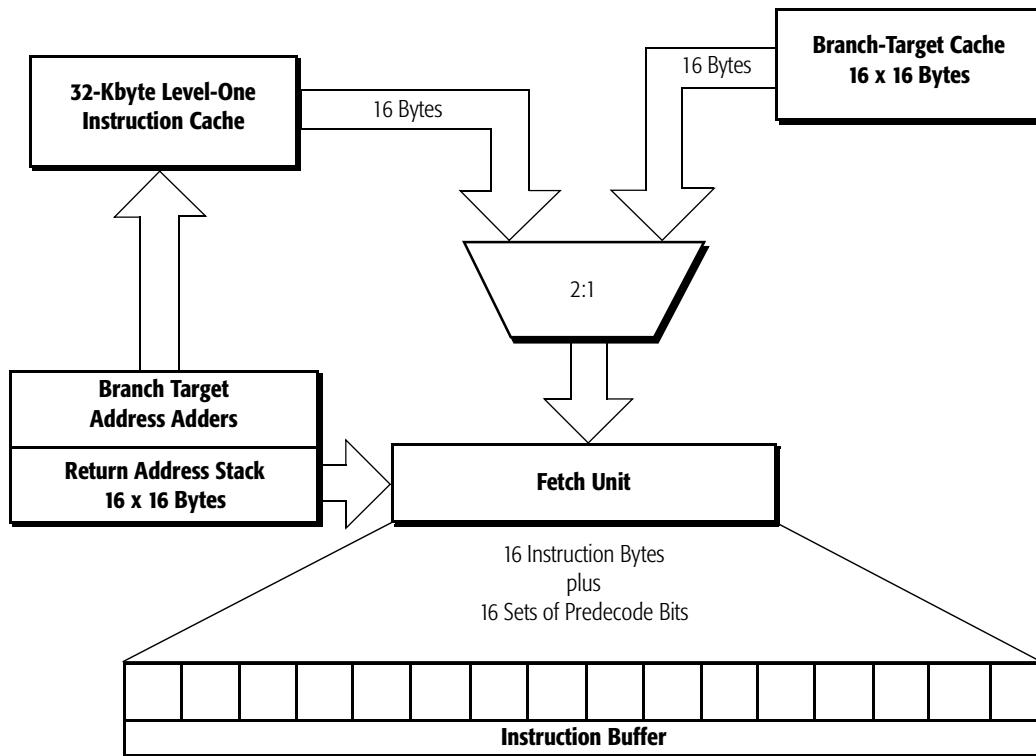 Branch-Target Cache
16 x 16 Bytes
32-Kbyte Level-One
Instruction Cache
16 Bytes
16 Bytes
2:1
Branch Target
Address Adders
Return Address Stack
16 x 16 Bytes
Fetch Unit
16 Instruction Bytes
plus
16 Sets of Predecode Bits
Instruction Buffer